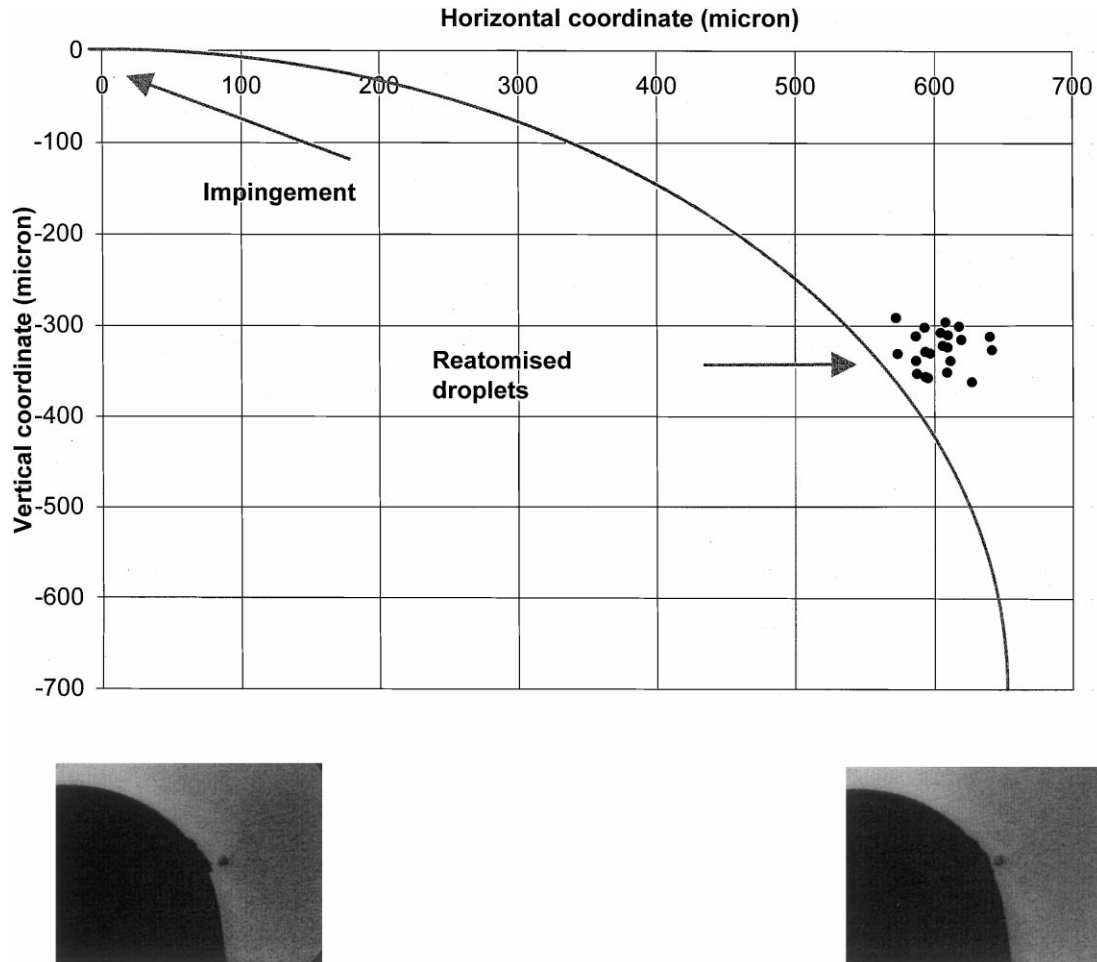 Horizontal coordinate (micron)
0
0 100 200 300 400 500 600 700
-100
Impingement
-200
-300
Reatomised
droplets
-400
-500
-600
-700
Vertical coordinate (micron)